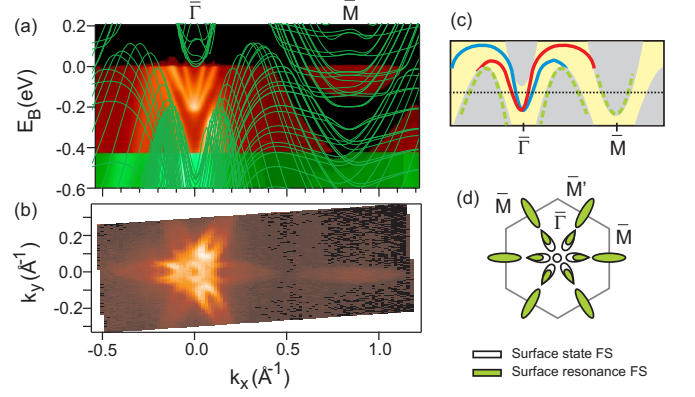 (a)
Γ̅
M̅
0.2
0.0
-0.2
-0.4
-0.6
E_B(eV)
(b)
0.2
0.0
-0.2
k_y(Å⁻¹)
-0.5
0.0
0.5
1.0
k_x(Å⁻¹)
(c)
Γ̅
M̅
(d)
M̅
M̅'
Γ̅
M̅
Surface state FS
Surface resonance FS